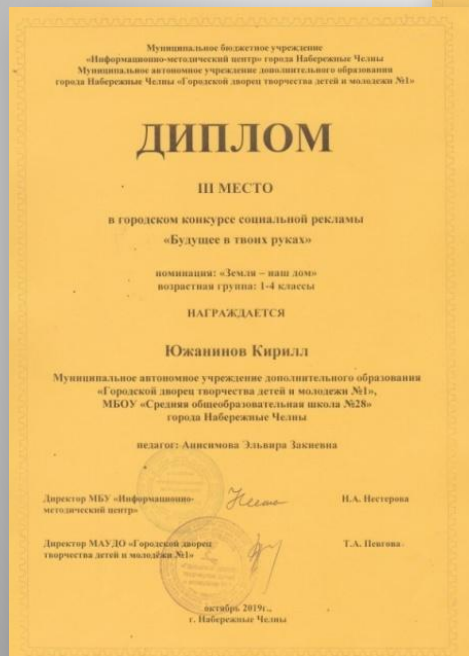 Муниципальное бюджетное учреждение
«Информационно-методический центр» города Набережные Челны
Муниципальное автономное учреждение дополнительного образования
города Набережные Челны «Городской дворец творчества детей и молодежи №1»
ДИПЛОМ
III МЕСТО
в городском конкурсе социальной рекламы
«Будущее в твоих руках»
номинация: «Земля – наш дом»
возрастная группа: 1-4 классы
НАГРАЖДАЕТСЯ
Южанинов Кирилл
Муниципальное автономное учреждение дополнительного образования
«Городской дворец творчества детей и молодежи №1»,
МБОУ «Средняя общеобразовательная школа №28»
города Набережные Челны
педагог: Анисимова Эльвира Закиевна
Директор МБУ «Информационно-
методический центр»
Н.А. Нестерова
Директор МАУДО «Городской дворец
творчества детей и молодёжи №1»
Т.А. Певгова
октябрь 2019г.,
г. Набережные Челны